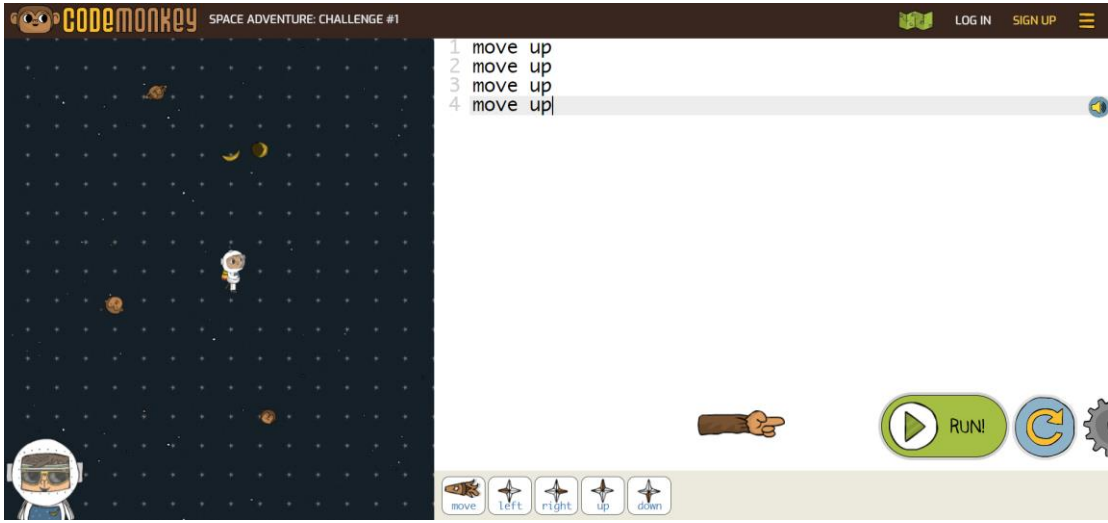 CODEMONKEY SPACE ADVENTURE: CHALLENGE #1 LOG IN SIGN UP
1 move up
2 move up
3 move up
4 move up
RUN!
move left right up down